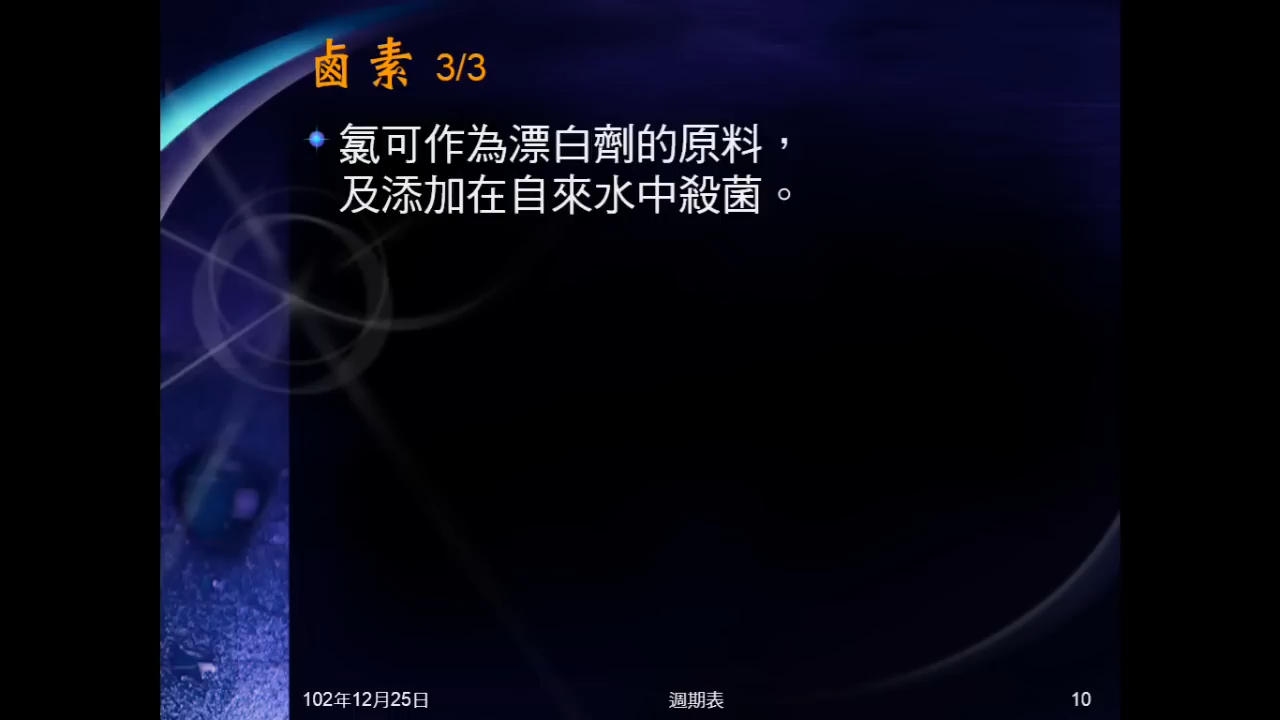 鹵素 3/3
氯可作為漂白劑的原料，
及添加在自來水中殺菌。
102年12月25日 週期表 10